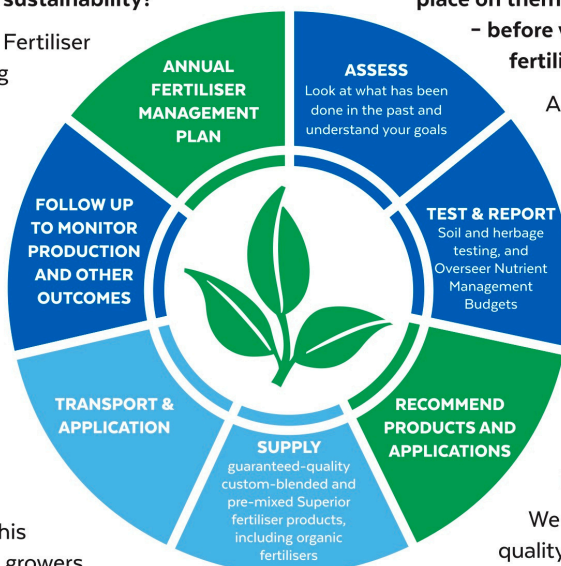 sustainability?
place on them
Fertiliser
– before
g
fertili
A
ANNUAL
FERTILISER
MANAGEMENT
PLAN
ASSESS
Look at what has been
done in the past and
understand your goals
TEST & REPORT
Soil and herbage
testing, and
Overseer Nutrient
Management
Budgets
RECOMMEND
PRODUCTS AND
APPLICATIONS
SUPPLY
guaranteed-quality
custom-blended and
pre-mixed Superior
fertiliser products,
including organic
fertilisers
TRANSPORT &
APPLICATION
FOLLOW UP
TO MONITOR
PRODUCTION
AND OTHER
OUTCOMES
his
growers
We
quality